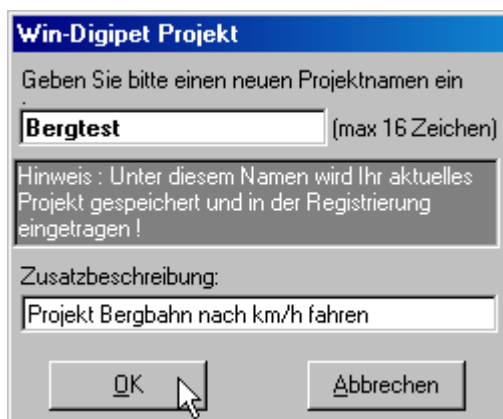 Win-Digipet Projekt
Geben Sie bitte einen neuen Projektnamen ein
:
Bergtest (max 16 Zeichen)
Hinweis : Unter diesem Namen wird Ihr aktuelles
Projekt gespeichert und in der Registrierung
eingetragen !
Zusatzbeschreibung:
Projekt Bergbahn nach km/h fahren
OK Abbrechen